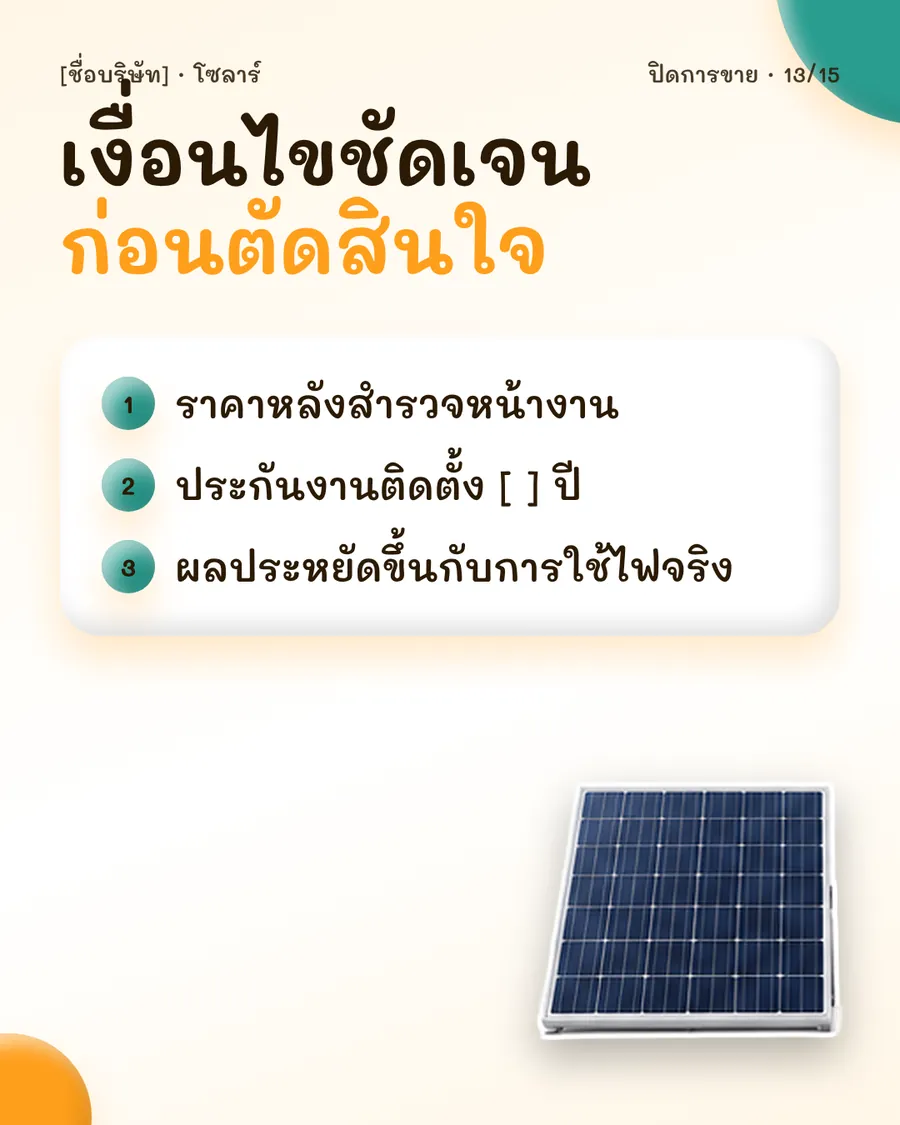 [ชื่อบริษัท] · โซลาร์
ปิดการขาย · 13/15
เงื่อนไขชัดเจน
ก่อนตัดสินใจ
1 ราคาหลังสำรวจหน้างาน
2 ประกันงานติดตั้ง [ ] ปี
3 ผลประหยัดขึ้นกับการใช้ไฟจริง